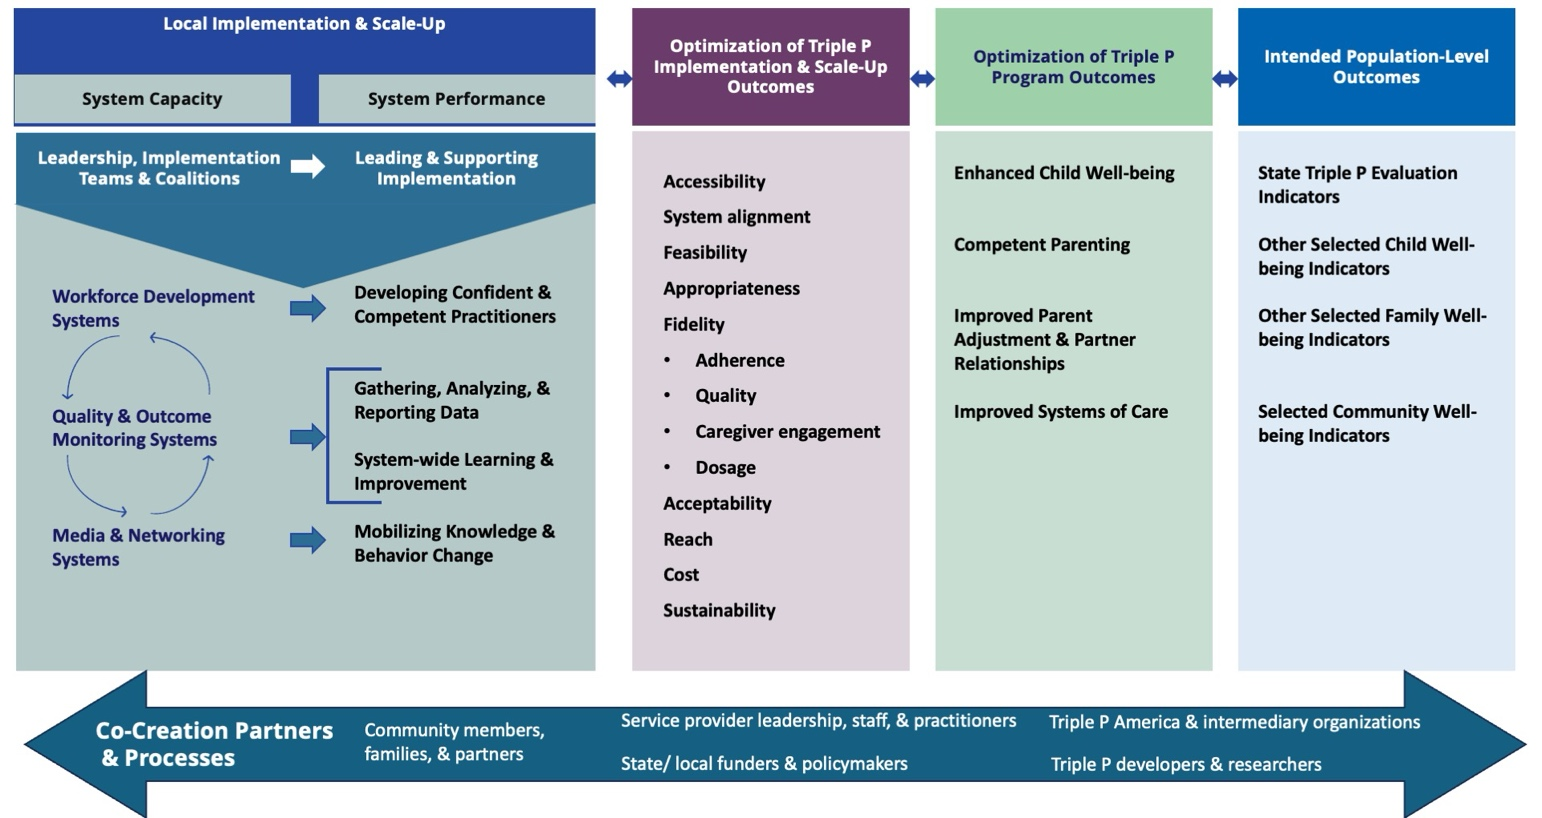 Local Implementation & Scale-Up
System Capacity
System Performance
Leadership, Implementation
Teams & Coalitions
Leading & Supporting
Implementation
Workforce Development
Systems
Developing Confident &
Competent Practitioners
Quality & Outcome
Monitoring Systems
Gathering, Analyzing, &
Reporting Data
System-wide Learning &
Improvement
Media & Networking
Systems
Mobilizing Knowledge &
Behavior Change
Optimization of Triple P
Implementation & Scale-Up
Outcomes
Accessibility
System alignment
Feasibility
Appropriateness
Fidelity
• Adherence
• Quality
• Caregiver engagement
• Dosage
Acceptability
Reach
Cost
Sustainability
Optimization of Triple P
Program Outcomes
Enhanced Child Well-being
Competent Parenting
Improved Parent
Adjustment & Partner
Relationships
Improved Systems of Care
Intended Population-Level
Outcomes
State Triple P Evaluation
Indicators
Other Selected Child Well-
being Indicators
Other Selected Family Well-
being Indicators
Selected Community Well-
being Indicators
Co-Creation Partners
& Processes
Community members,
families, & partners
Service provider leadership, staff, & practitioners
State/ local funders & policymakers
Triple P America & intermediary organizations
Triple P developers & researchers